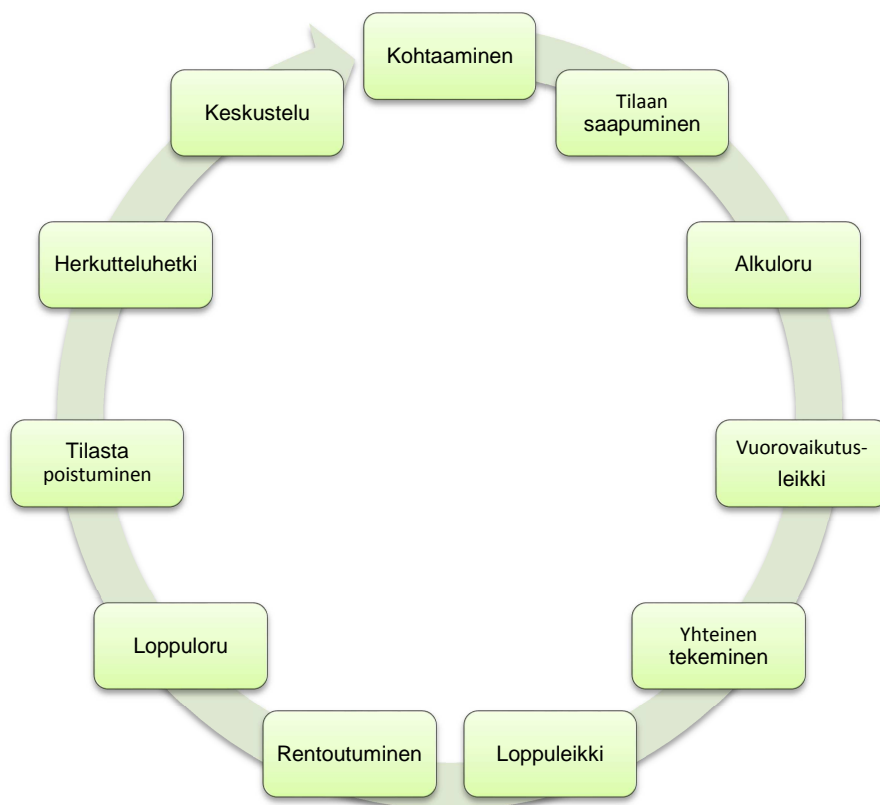 Kohtaaminen
Tilaan
saapuminen
Alkuloru
Vuorovaikutus-
leikki
Yhteinen
tekeminen
Loppuleikki
Rentoutuminen
Loppuloru
Tilasta
poistuminen
Herkutteluhetki
Keskustelu